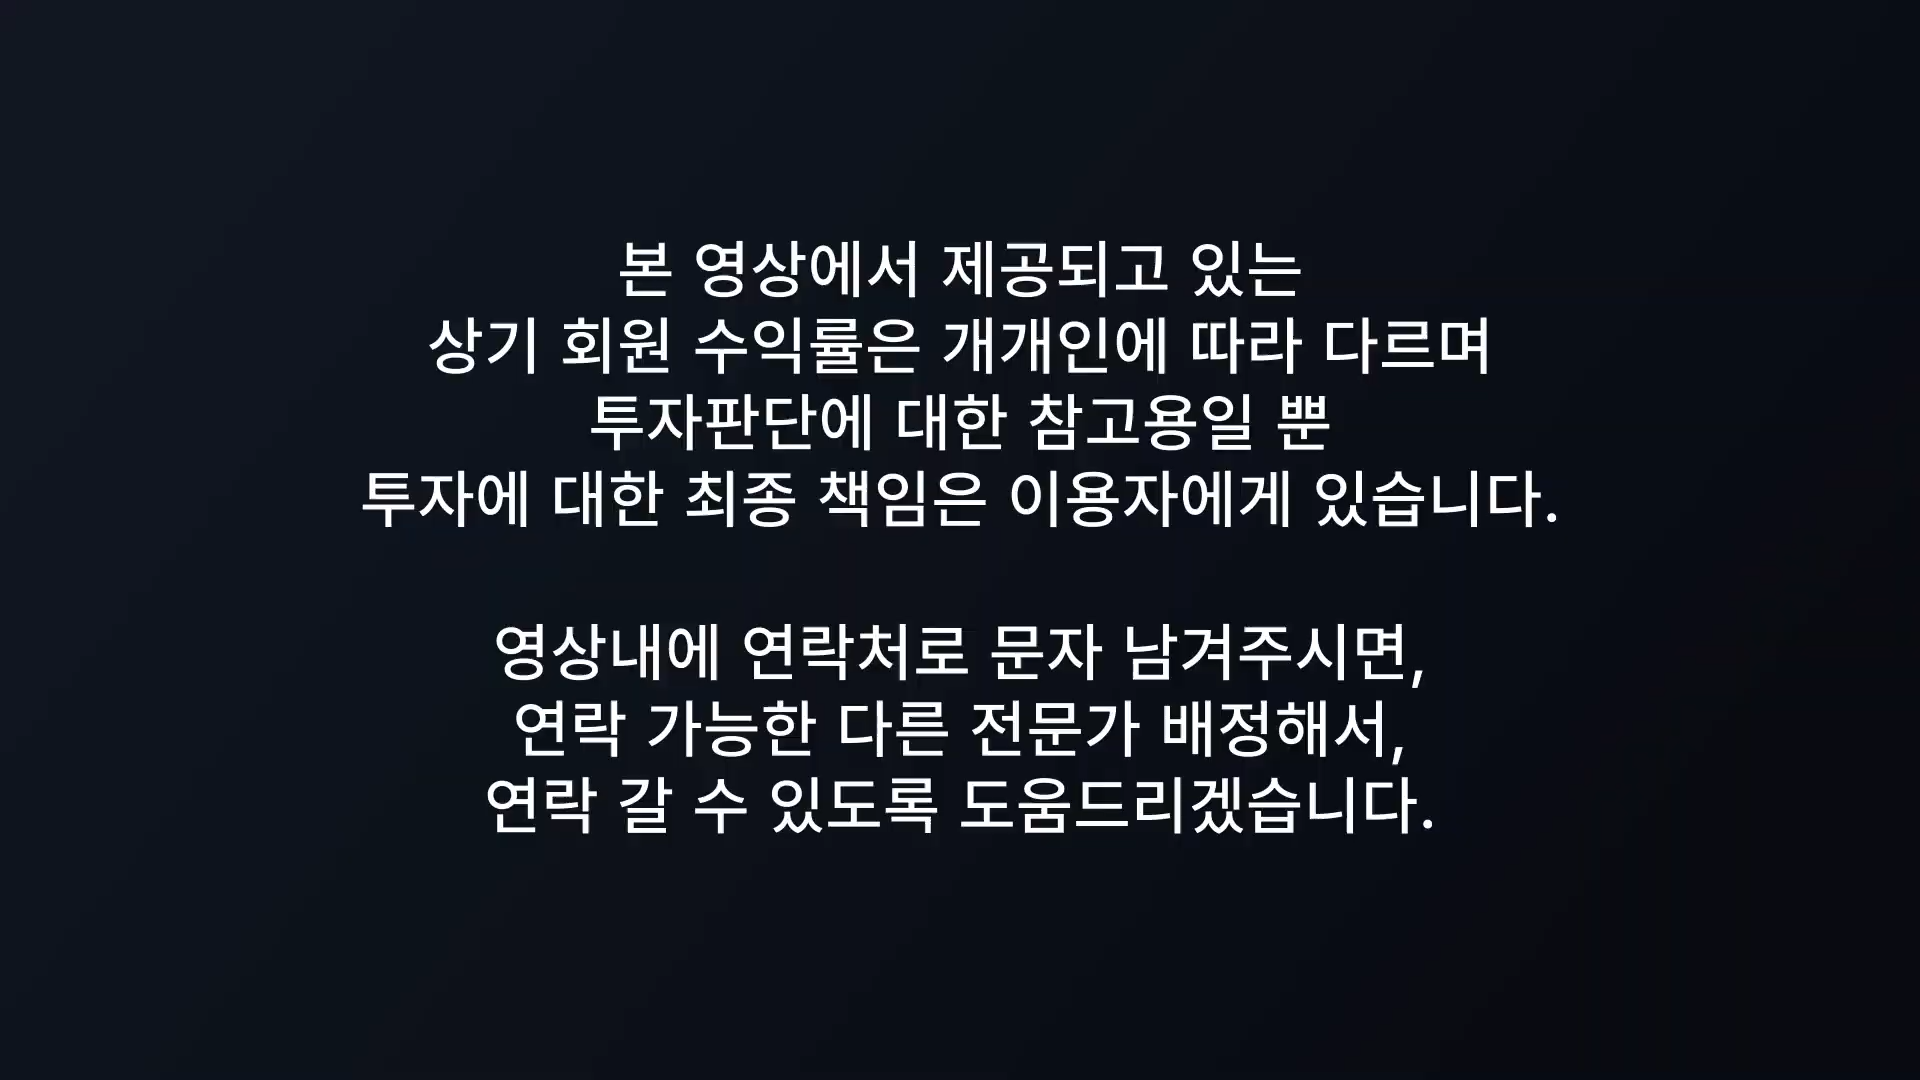 본 영상에서 제공되고 있는
상기 회원 수익률은 개개인에 따라 다르며
투자판단에 대한 참고용일 뿐
투자에 대한 최종 책임은 이용자에게 있습니다.
영상내에 연락처로 문자 남겨주시면,
연락 가능한 다른 전문가 배정해서,
연락 갈 수 있도록 도움드리겠습니다.